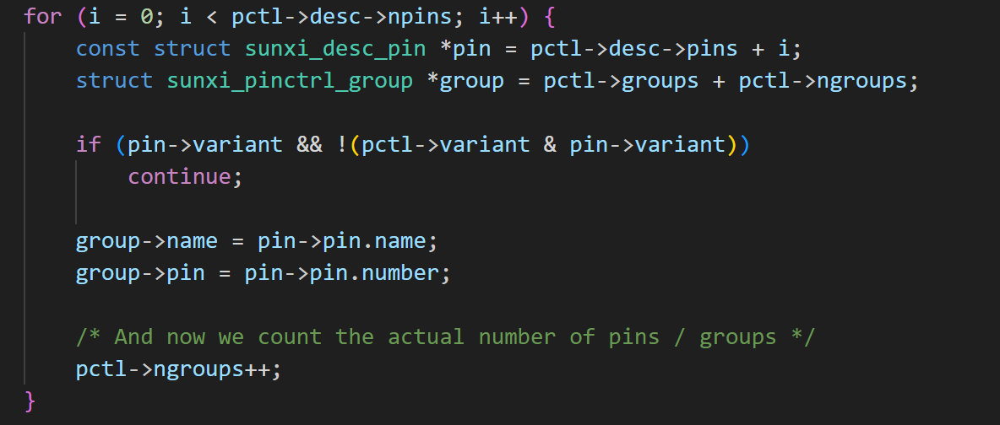 for (i = 0; i < pctl->desc->npins; i++) {
    const struct sunxi_desc_pin *pin = pctl->desc->pins + i;
    struct sunxi_pinctrl_group *group = pctl->groups + pctl->ngroups;
    if (pin->variant && !(pctl->variant & pin->variant))
        continue;
    group->name = pin->pin.name;
    group->pin = pin->pin.number;
    /* And now we count the actual number of pins / groups */
    pctl->ngroups++;
}